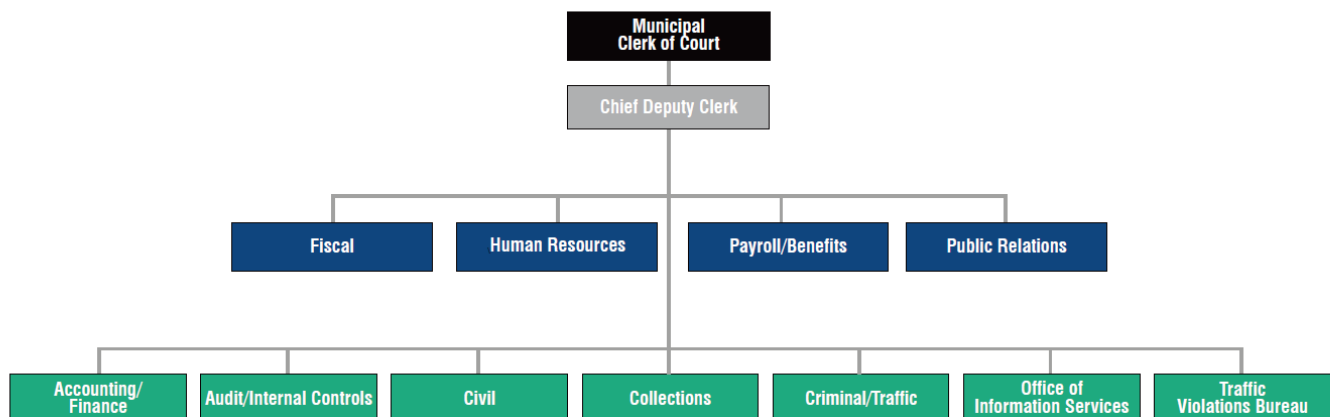 Municipal
Clerk of Court
Chief Deputy Clerk
Fiscal
Human Resources
Payroll/Benefits
Public Relations
Accounting/
Finance
Audit/Internal Controls
Civil
Collections
Criminal/Traffic
Office of
Information Services
Traffic
Violations Bureau